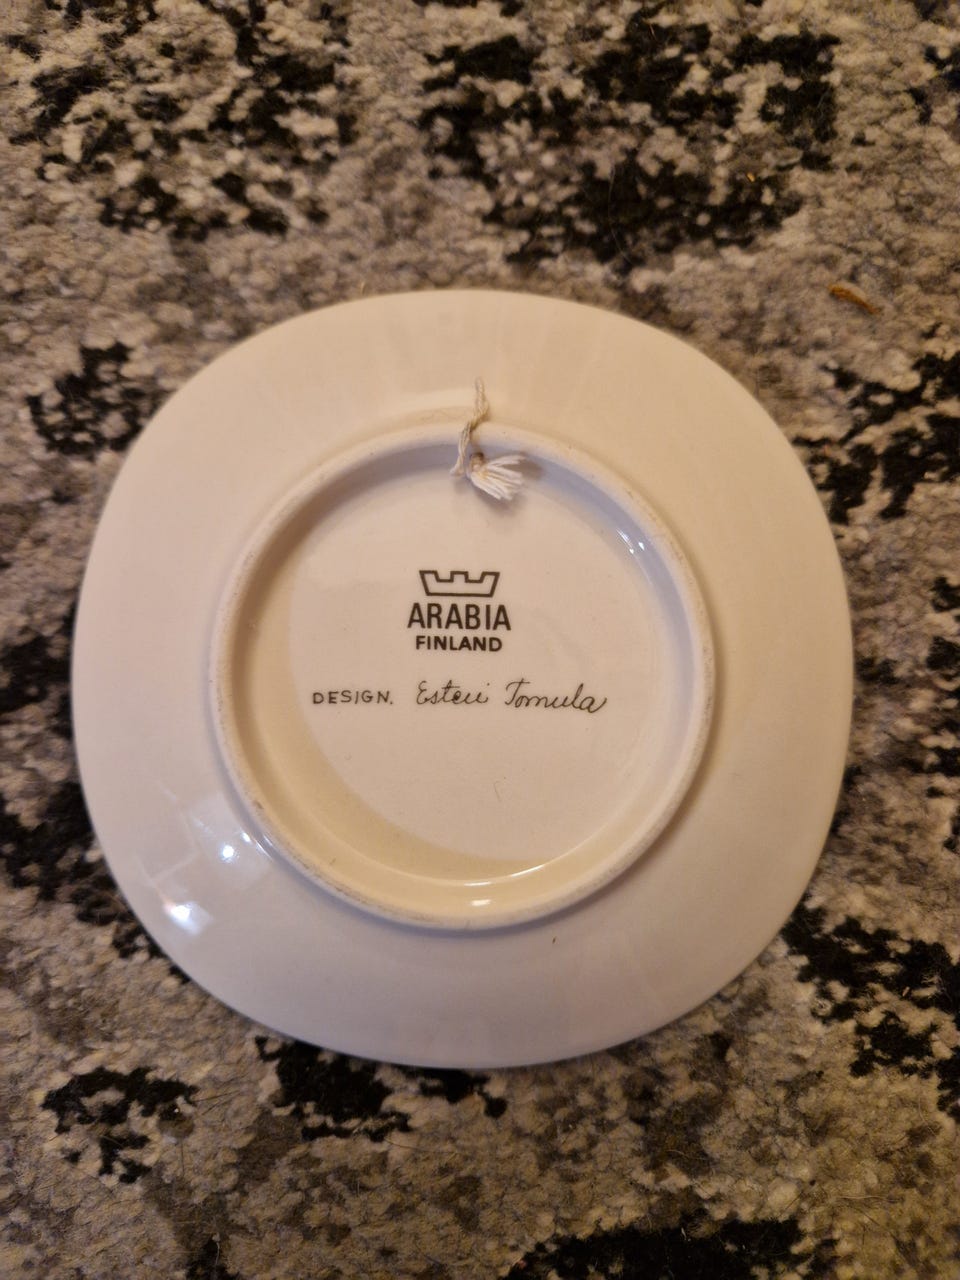 ARABIA
FINLAND
DESIGN. Esteri Tomula